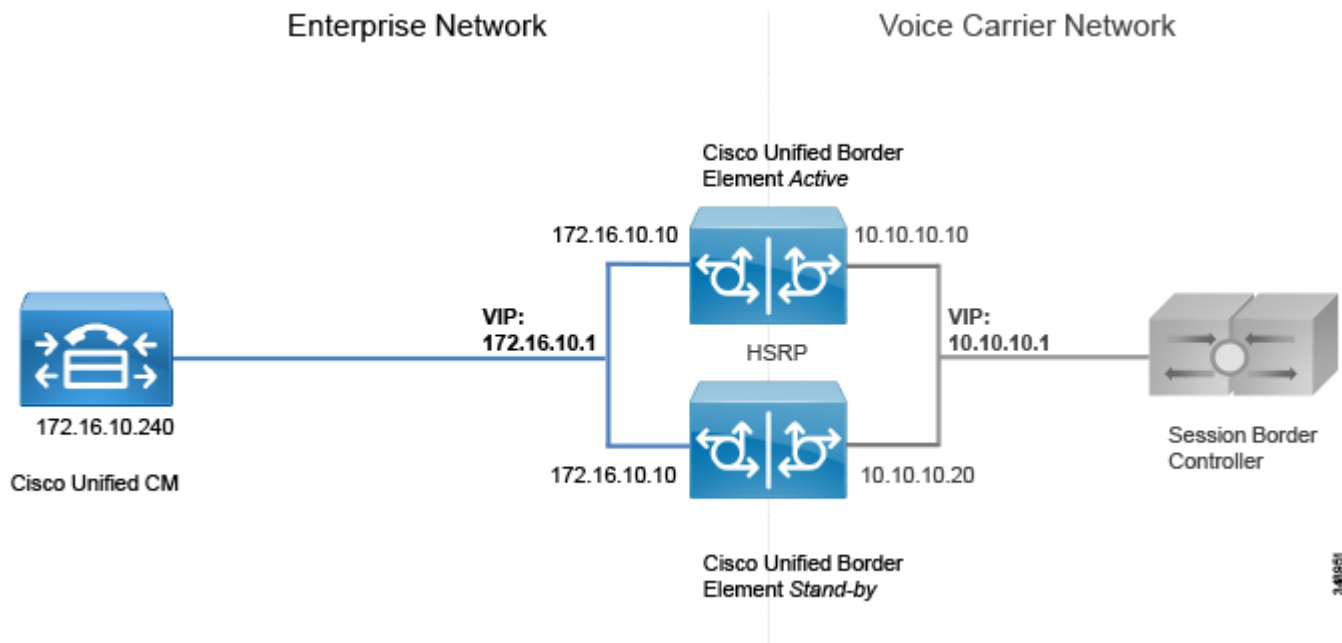 Enterprise Network
Voice Carrier Network
Cisco Unified Border
Element Active
172.16.10.10
10.10.10.10
VIP:
172.16.10.1
HSRP
VIP:
10.10.10.1
172.16.10.240
Cisco Unified CM
Session Border
Controller
172.16.10.10
10.10.10.20
Cisco Unified Border
Element Stand-by